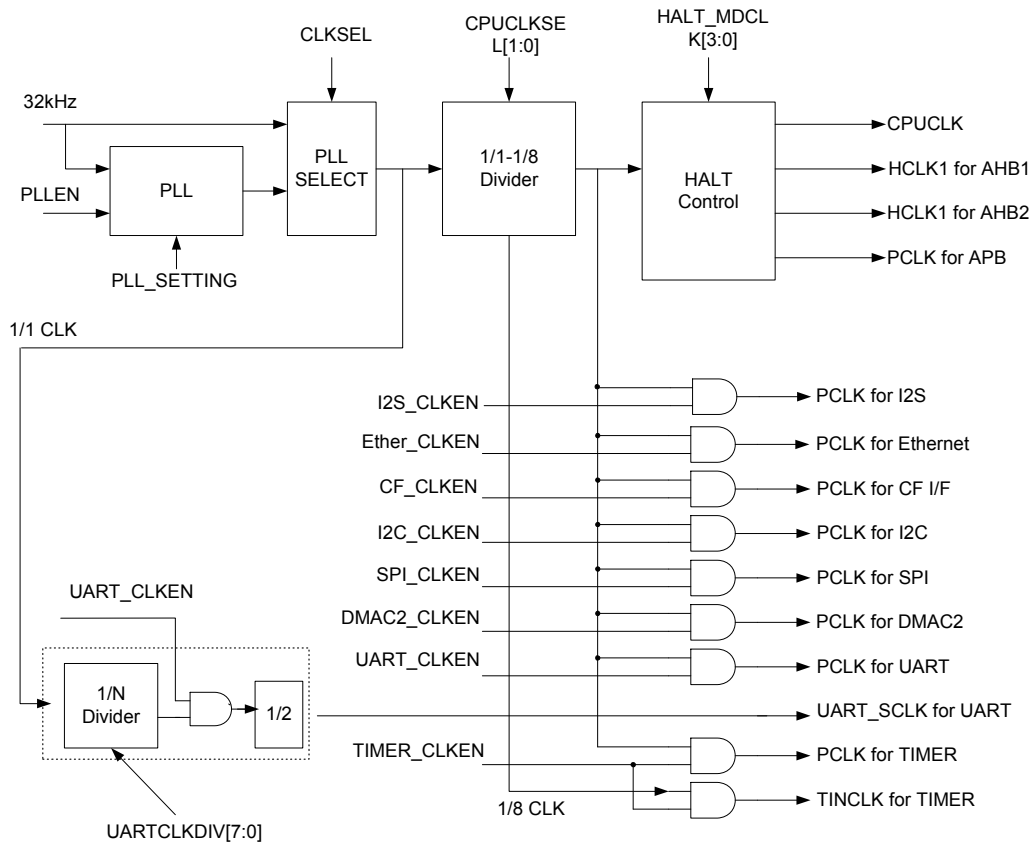 CLKSEL
CPUCLKSE
L[1:0]
HALT_MDCL
K[3:0]
32kHz
PLLEN
PLL
PLL_SETTING
PLL
SELECT
1/1-1/8
Divider
HALT
Control
CPUCLK
HCLK1 for AHB1
HCLK1 for AHB2
PCLK for APB
1/1 CLK
I2S_CLKEN
PCLK for I2S
Ether_CLKEN
PCLK for Ethernet
CF_CLKEN
PCLK for CF I/F
I2C_CLKEN
PCLK for I2C
SPI_CLKEN
PCLK for SPI
DMAC2_CLKEN
PCLK for DMAC2
UART_CLKEN
PCLK for UART
UART_CLKEN
1/N
Divider
1/2
UART_SCLK for UART
TIMER_CLKEN
PCLK for TIMER
1/8 CLK
TINCLK for TIMER
UARTCLKDIV[7:0]